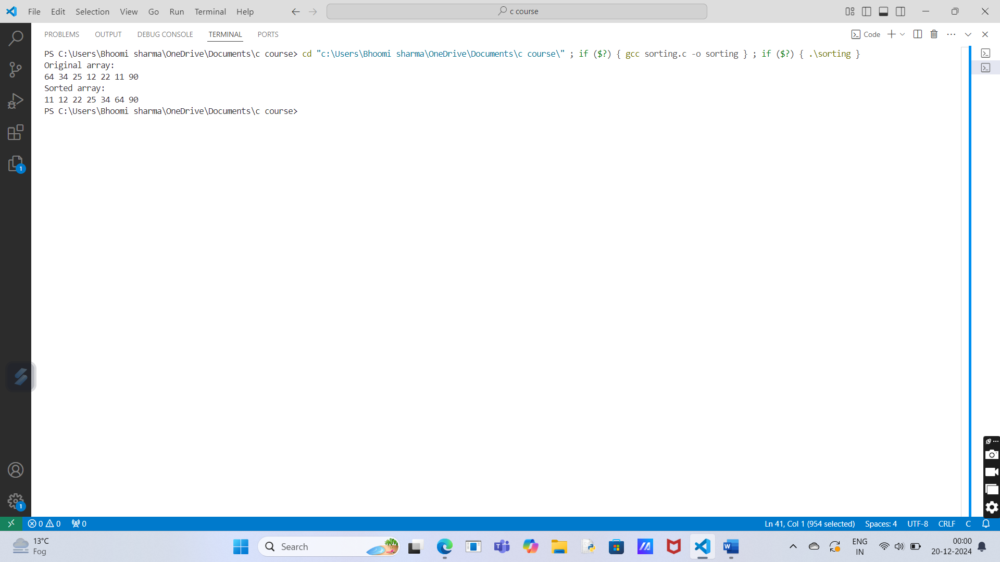 File Edit Selection View Go Run Terminal Help c course
PROBLEMS OUTPUT DEBUG CONSOLE TERMINAL PORTS Code
PS C:\Users\Bhoomi sharma\OneDrive\Documents\c course> cd "c:\Users\Bhoomi sharma\OneDrive\Documents\c course\" ; if ($?) { gcc sorting.c -o sorting } ; if ($?) { .\sorting }
Original array:
64 34 25 12 22 11 90
Sorted array:
11 12 22 25 34 64 90
PS C:\Users\Bhoomi sharma\OneDrive\Documents\c course>
1
1
0 0 0 Ln 41, Col 1 (954 selected) Spaces: 4 UTF-8 CRLF C
13°C
Fog
Search
ENG
IN
00:00
20-12-2024